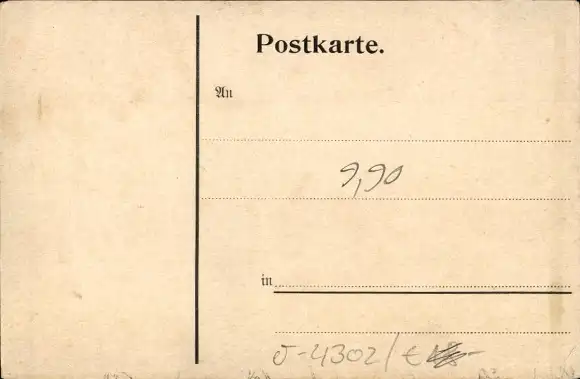 Postkarte.
An
9,90
in
J-4302/€